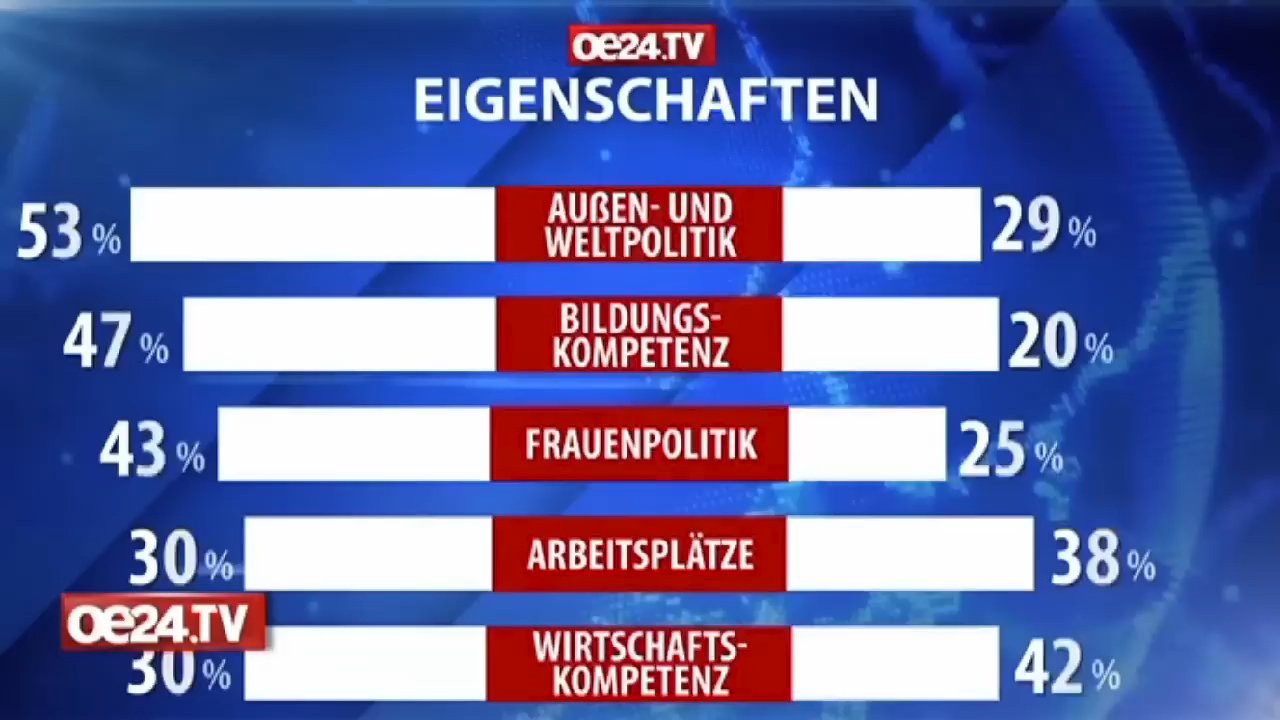 oe24.TV
EIGENSCHAFTEN
53 %
AUßEN- UND
WELTPOLITIK
29 %
47 %
BILDUNGS-
KOMPETENZ
20 %
43 %
FRAUENPOLITIK
25 %
30 %
ARBEITSPLÄTZE
38 %
oe24.TV
30 %
WIRTSCHAFTS-
KOMPETENZ
42 %